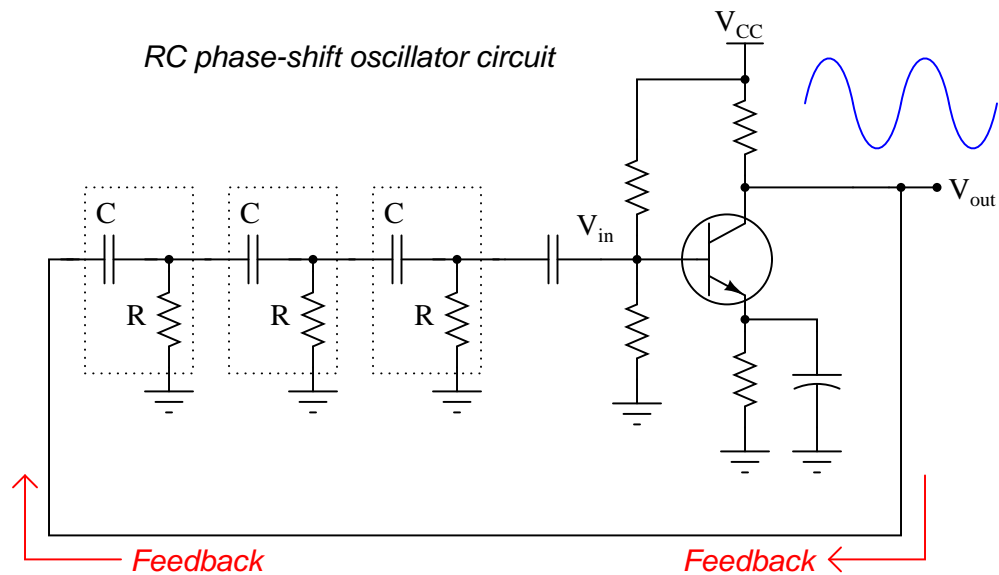 RC phase-shift oscillator circuit
VCC
C
C
C
Vin
Vout
R
R
R
Feedback
Feedback